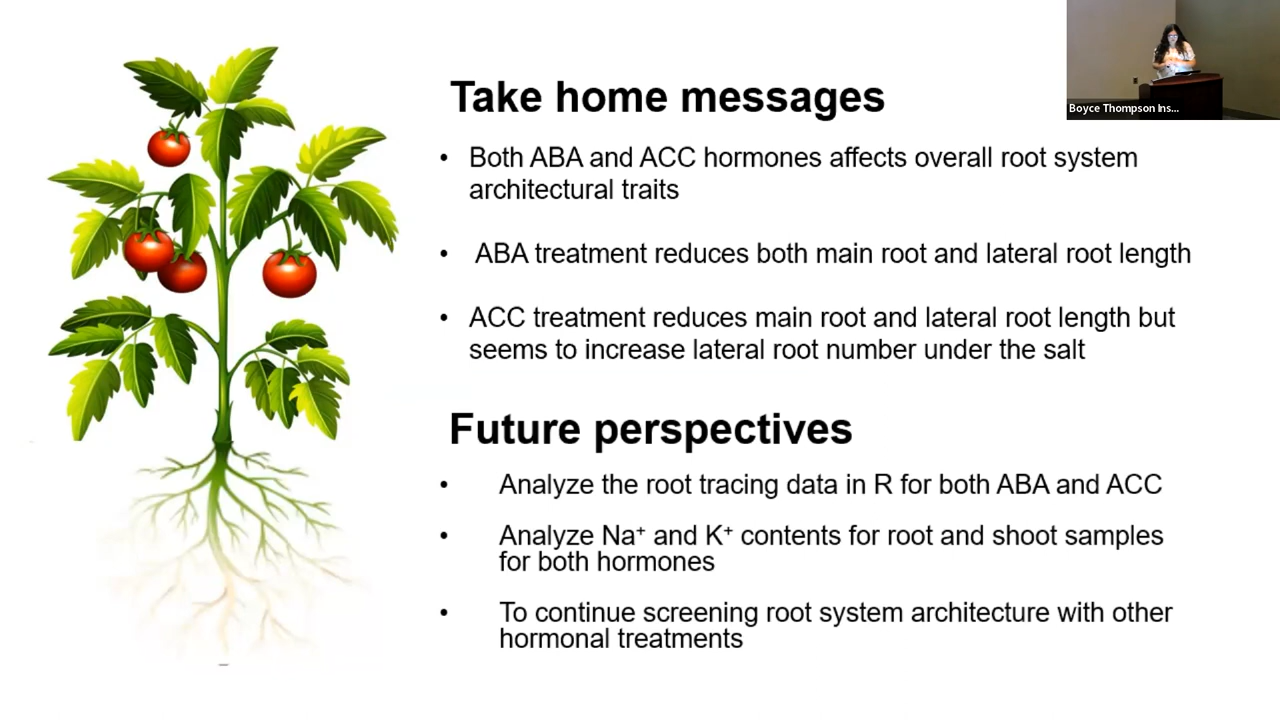 Boyce Thompson Ins...
Take home messages
• Both ABA and ACC hormones affects overall root system
architectural traits
• ABA treatment reduces both main root and lateral root length
• ACC treatment reduces main root and lateral root length but
seems to increase lateral root number under the salt
Future perspectives
• Analyze the root tracing data in R for both ABA and ACC
• Analyze Na⁺ and K⁺ contents for root and shoot samples
for both hormones
• To continue screening root system architecture with other
hormonal treatments